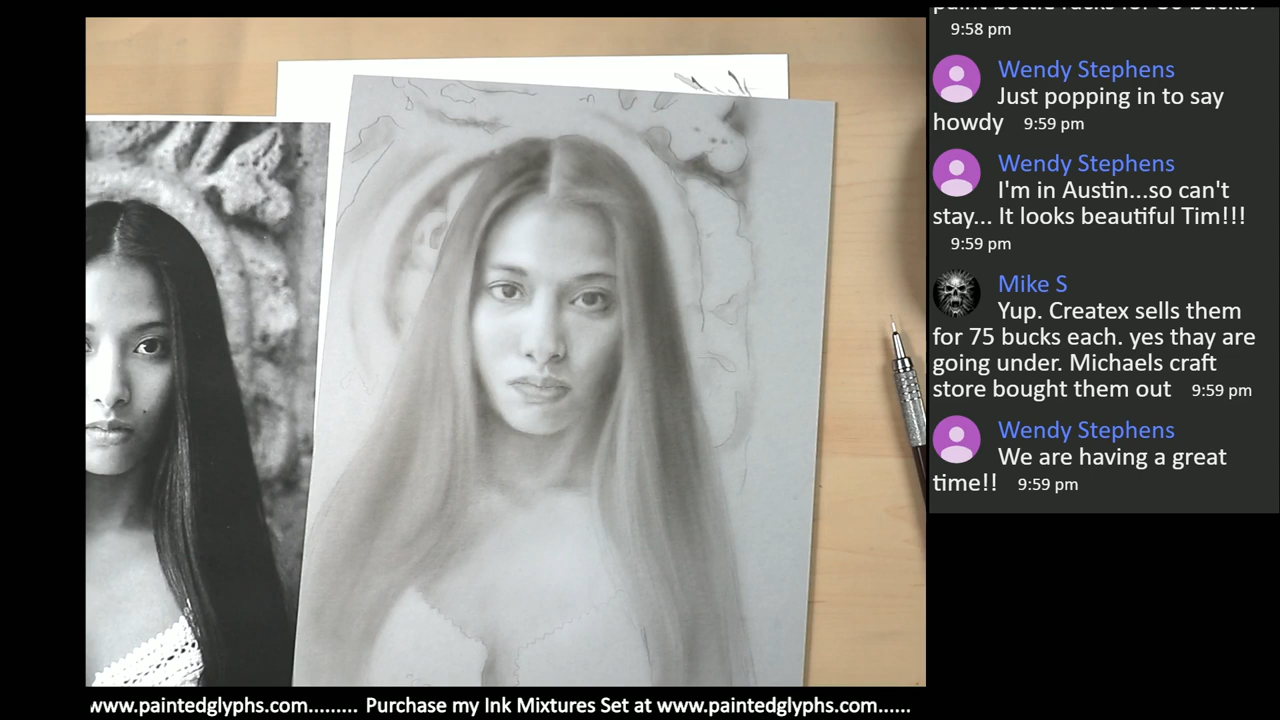 9:58 pm
Wendy Stephens
Just popping in to say
howdy 9:59 pm
Wendy Stephens
I'm in Austin...so can't
stay... It looks beautiful Tim!!!
9:59 pm
Mike S
Yup. Createx sells them
for 75 bucks each. yes thay are
going under. Michaels craft
store bought them out 9:59 pm
Wendy Stephens
We are having a great
time!! 9:59 pm
www.paintedglyphs.com......... Purchase my Ink Mixtures Set at www.paintedglyphs.com......